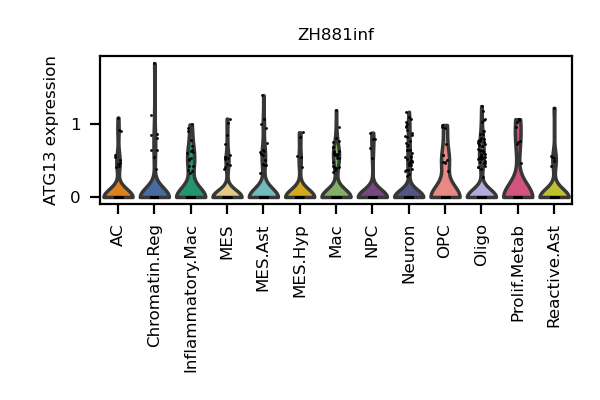 ZH881inf
ATG13 expression
1
0
AC
Chromatin.Reg
Inflammatory.Mac
MES
MES.Ast
MES.Hyp
Mac
NPC
Neuron
OPC
Oligo
Prolif.Metab
Reactive.Ast